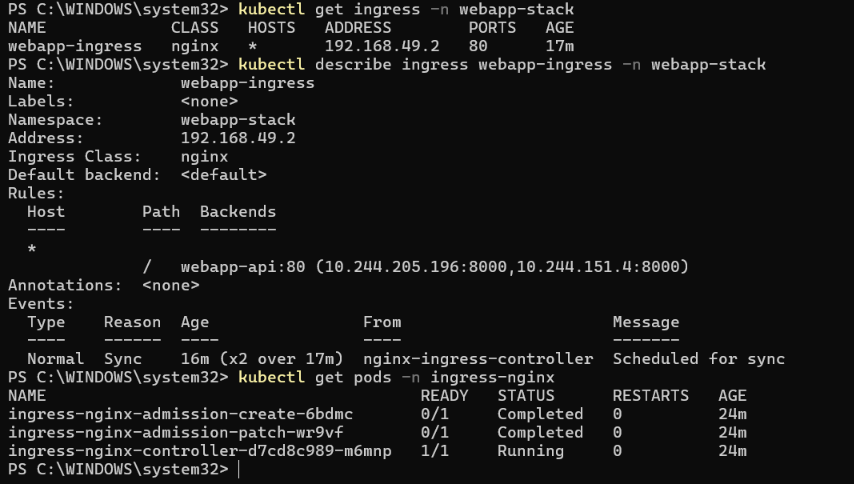 PS C:\WINDOWS\system32> kubectl get ingress -n webapp-stack
NAME             CLASS   HOSTS   ADDRESS        PORTS   AGE
webapp-ingress   nginx   *       192.168.49.2   80      17m
PS C:\WINDOWS\system32> kubectl describe ingress webapp-ingress -n webapp-stack
Name:             webapp-ingress
Labels:           <none>
Namespace:        webapp-stack
Address:          192.168.49.2
Ingress Class:    nginx
Default backend:  <default>
Rules:
  Host        Path  Backends
  ----        ----  --------
  *
              /   webapp-api:80 (10.244.205.196:8000,10.244.151.4:8000)
Annotations:  <none>
Events:
  Type    Reason  Age                From                      Message
  ----    ------  ----               ----                      -------
  Normal  Sync    16m (x2 over 17m)  nginx-ingress-controller  Scheduled for sync
PS C:\WINDOWS\system32> kubectl get pods -n ingress-nginx
NAME                                       READY   STATUS      RESTARTS   AGE
ingress-nginx-admission-create-6bdmc       0/1     Completed   0          24m
ingress-nginx-admission-patch-wr9vf        0/1     Completed   0          24m
ingress-nginx-controller-d7cd8c989-m6mnp   1/1     Running     0          24m
PS C:\WINDOWS\system32>